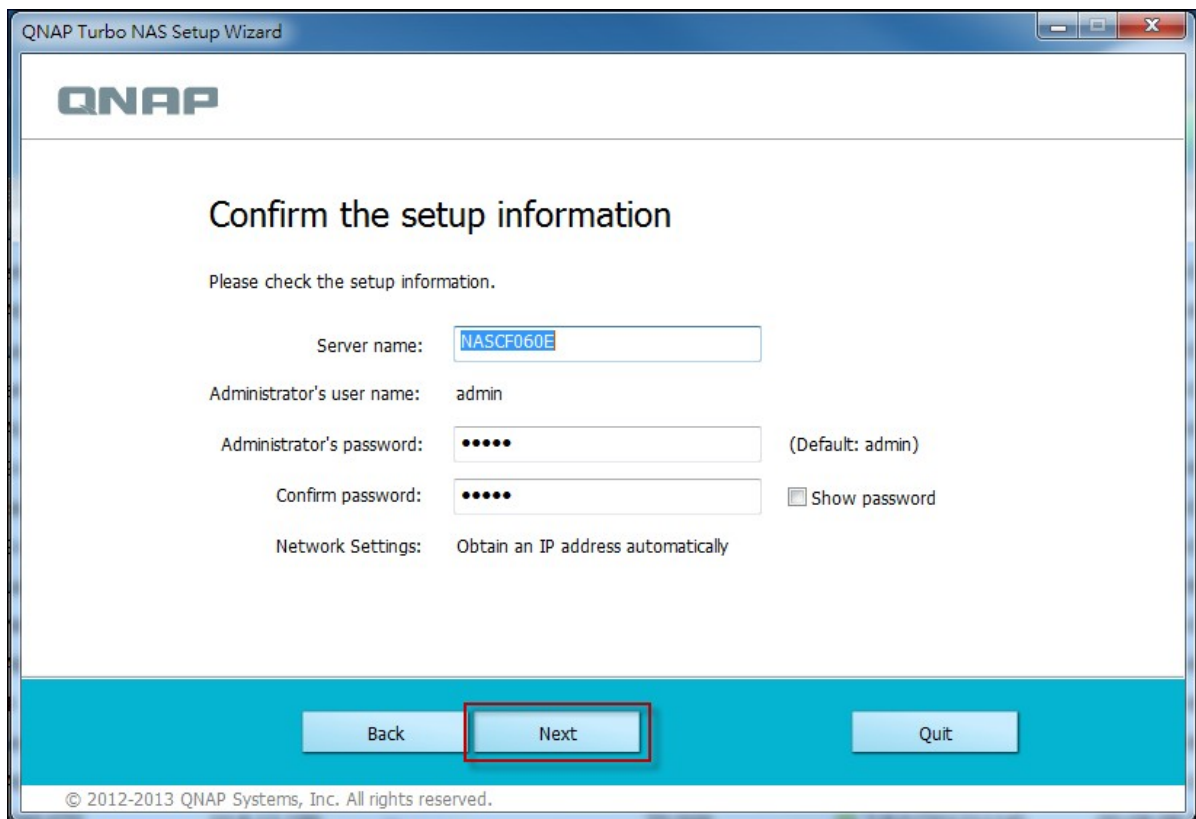 QNAP Turbo NAS Setup Wizard
QNAP
Confirm the setup information
Please check the setup information.
Server name: NASCF060E
Administrator's user name: admin
Administrator's password: ••••• (Default: admin)
Confirm password: ••••• Show password
Network Settings: Obtain an IP address automatically
Back Next Quit
© 2012-2013 QNAP Systems, Inc. All rights reserved.